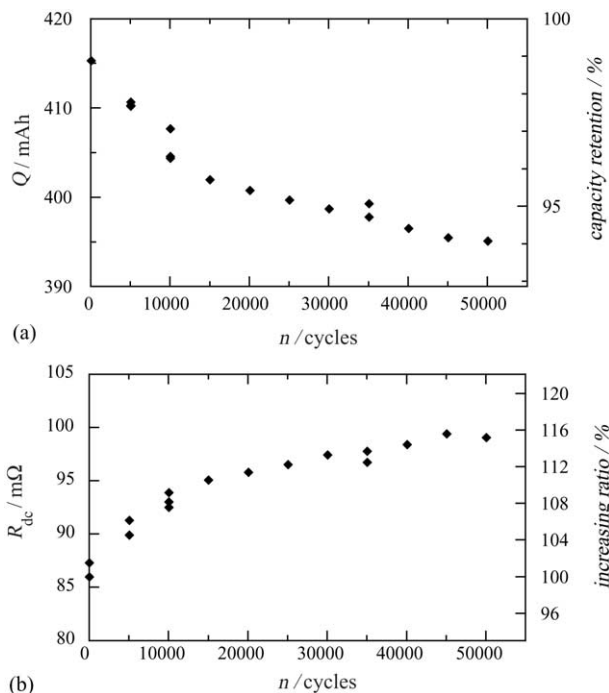 420
410
400
390
Q / mAh
100
95
capacity retention / %
0 10000 20000 30000 40000 50000
n / cycles
(a)
105
100
95
90
85
80
R_dc / mΩ
120
116
112
108
104
100
96
increasing ratio / %
0 10000 20000 30000 40000 50000
n / cycles
(b)